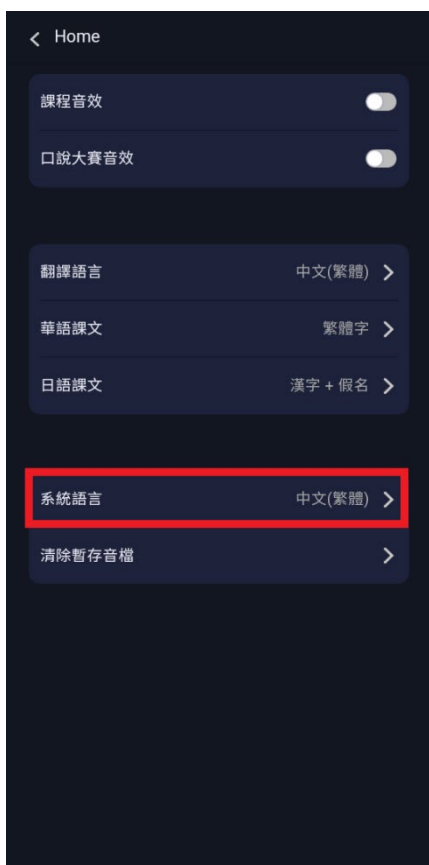 Home
課程音效
口說大賽音效
翻譯語言 中文(繁體)
華語課文 繁體字
日語課文 漢字 + 假名
系統語言 中文(繁體)
清除暫存音檔